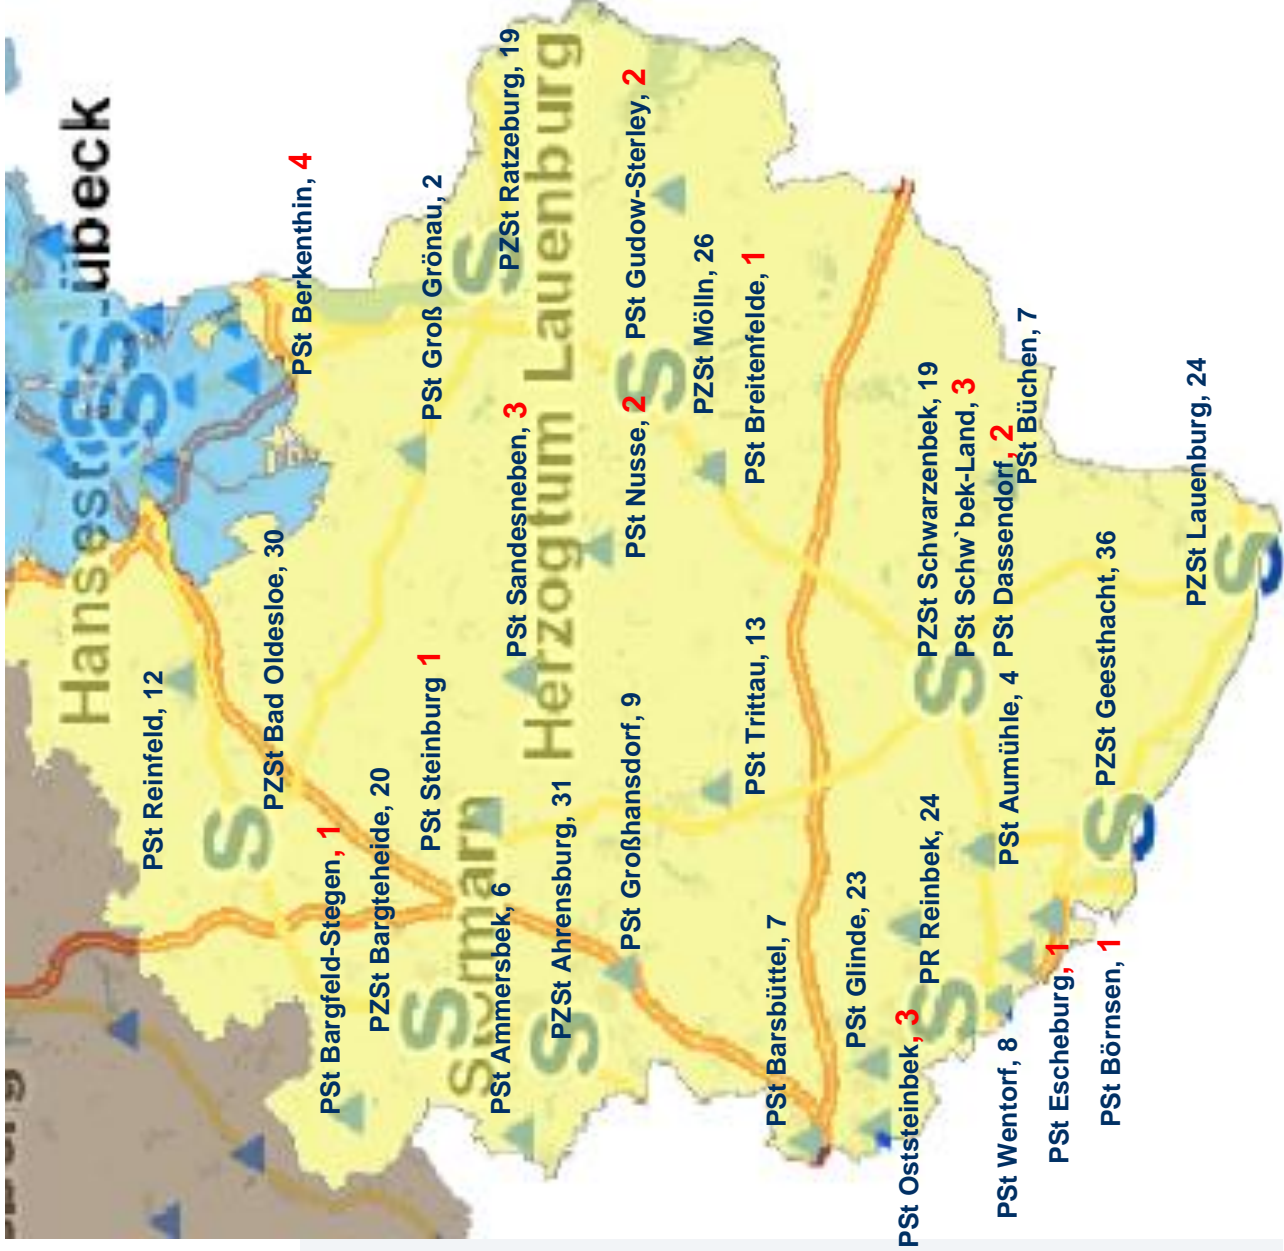 Hansestadt Lübeck
PSt Reinfeld, 12
PZSt Bad Oldesloe, 30
PSt Berkenthin, 4
PSt Bargfeld-Stegen, 1
PZSt Bargteheide, 20
PSt Steinburg 1
PSt Groß Grönau, 2
Stormarn
PSt Ammersbek, 6
PSt Sandesneben, 3
PZSt Ratzeburg, 19
Herzogtum Lauenburg
PZSt Ahrensburg, 31
PSt Großhansdorf, 9
PSt Nusse, 2
PSt Gudow-Sterley, 2
PZSt Mölln, 26
PSt Trittau, 13
PSt Breitenfelde, 1
PSt Barsbüttel, 7
PSt Glinde, 23
PSt Oststeinbek, 3
PR Reinbek, 24
PZSt Schwarzenbek, 19
PSt Schw`bek-Land, 3
PSt Dassendorf, 2
PSt Büchen, 7
PSt Wentorf, 8
PSt Aumühle, 4
PSt Escheburg, 1
PSt Börnsen, 1
PZSt Geesthacht, 36
PZSt Lauenburg, 24
S
S
S
S
S
S
S
S
S
S
S